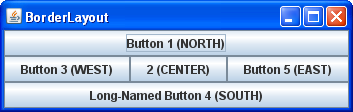 BorderLayout
Button 1 (NORTH)
Button 3 (WEST) 2 (CENTER) Button 5 (EAST)
Long-Named Button 4 (SOUTH)